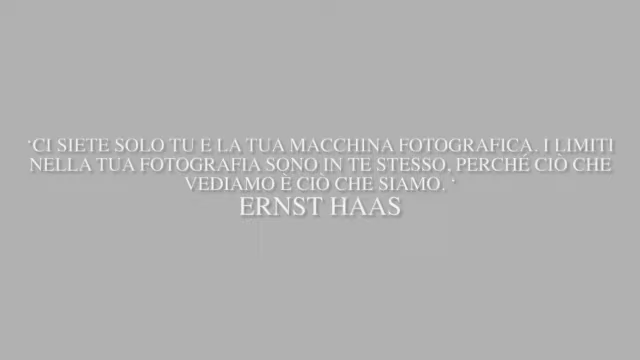 'CI SIETE SOLO TU E LA TUA MACCHINA FOTOGRAFICA. I LIMITI
NELLA TUA FOTOGRAFIA SONO IN TE STESSO, PERCHÉ CIÒ CHE
VEDIAMO È CIÒ CHE SIAMO. '
ERNST HAAS